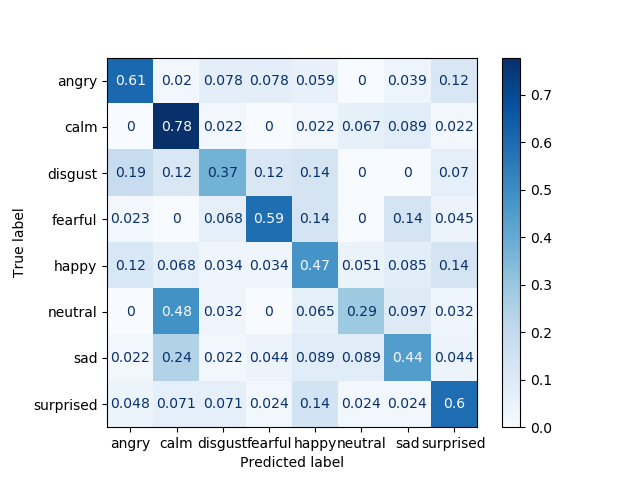 angry 0.61 0.02 0.078 0.078 0.059 0 0.039 0.12
calm 0 0.78 0.022 0 0.022 0.067 0.089 0.022
disgust 0.19 0.12 0.37 0.12 0.14 0 0 0.07
fearful 0.023 0 0.068 0.59 0.14 0 0.14 0.045
happy 0.12 0.068 0.034 0.034 0.47 0.051 0.085 0.14
neutral 0 0.48 0.032 0 0.065 0.29 0.097 0.032
sad 0.022 0.24 0.022 0.044 0.089 0.089 0.44 0.044
surprised 0.048 0.071 0.071 0.024 0.14 0.024 0.024 0.6
angry calm disgust fearful happy neutral sad surprised
Predicted label
True label
0.7
0.6
0.5
0.4
0.3
0.2
0.1
0.0